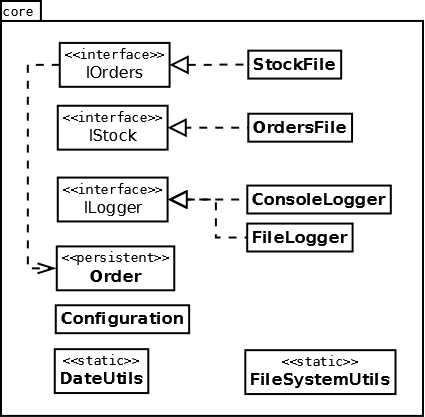 core
<<interface>>
IOrders
StockFile
<<interface>>
IStock
OrdersFile
<<interface>>
ILogger
ConsoleLogger
FileLogger
<<persistent>>
Order
Configuration
<<static>>
DateUtils
<<static>>
FileSystemUtils